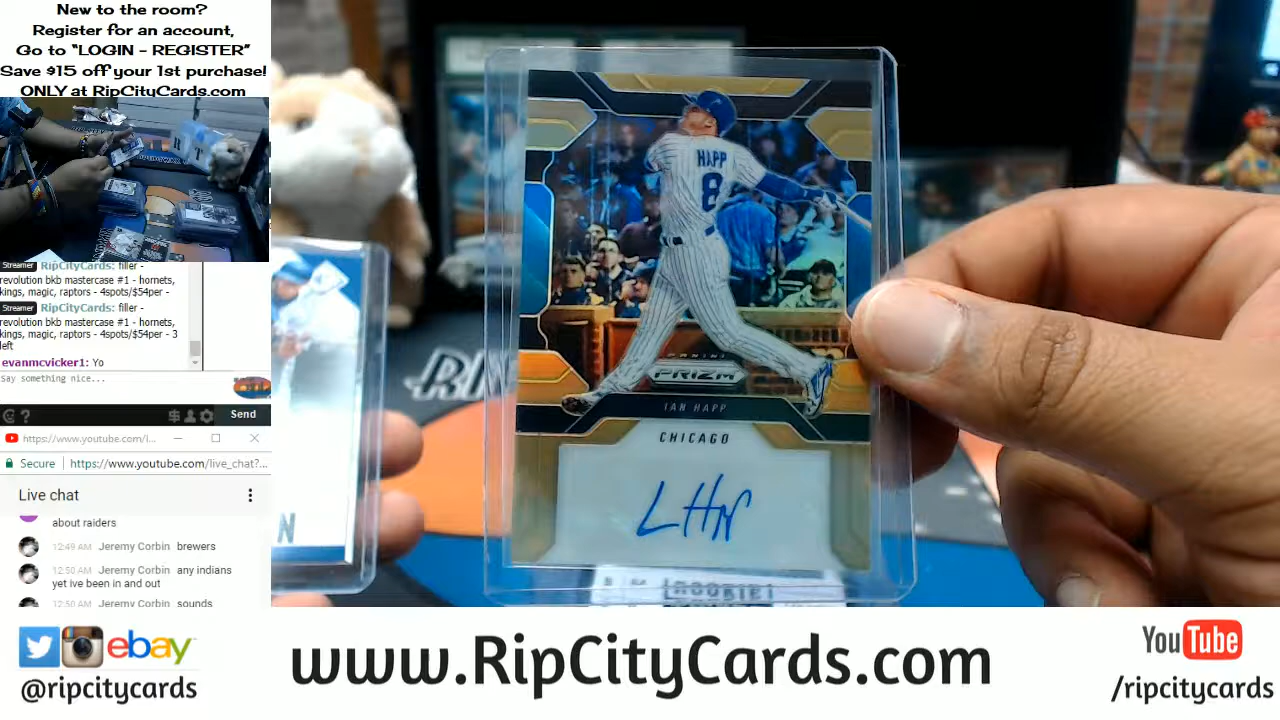 New to the room?
Register for an account,
Go to “LOGIN - REGISTER”
Save $15 off your 1st purchase!
ONLY at RipCityCards.com
Streamer RipCityCards: filler -
revolution bkb mastercase #1 - hornets,
kings, magic, raptors - 4spots/$54per -
Streamer RipCityCards: filler -
revolution bkb mastercase #1 - hornets,
kings, magic, raptors - 4spots/$54per - 3
left
evanmcvicker1: Yo
Say something nice...
Send
https://www.youtube.com/l...
Secure
https://www.youtube.com/live_chat?...
Live chat
about raiders
12:49 AM Jeremy Corbin brewers
12:50 AM Jeremy Corbin any indians
yet ive been in and out
12:50 AM Jeremy Corbin sounds
HAPP
8
PANINI
PRIZM
IAN HAPP
CHICAGO
N
ebay
@ripcitycards
www.RipCityCards.com
YouTube
/ripcitycards